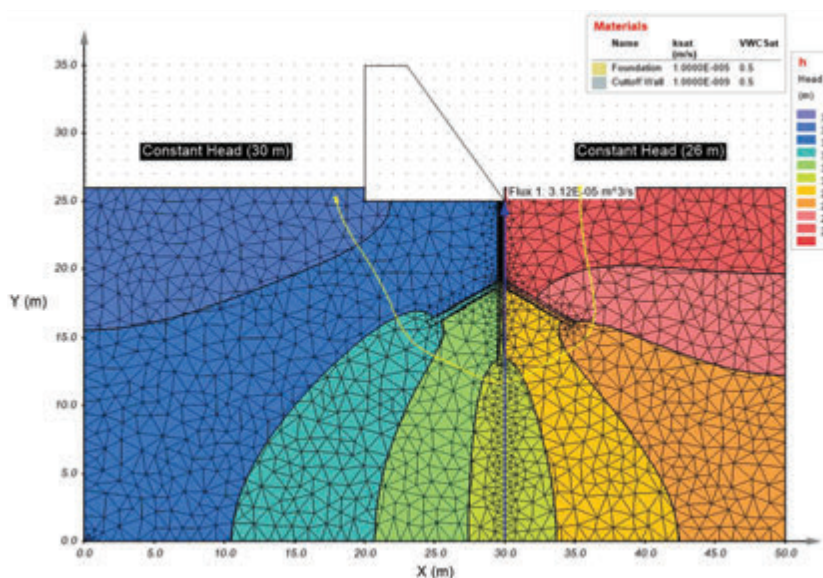 Materials
Name ksat (m/s) VWC Sat
Foundation 1.0000E-005 0.5
Cuttoff Wall 1.0000E-009 0.5
h
Head
(m)
35.0
30.0
25.0
20.0
15.0
10.0
5.0
0.0
Y (m)
Constant Head (30 m)
Constant Head (26 m)
Flux 1: 3.12E-05 m^3/s
0.0 5.0 10.0 15.0 20.0 25.0 30.0 35.0 40.0 45.0 50.0
X (m)